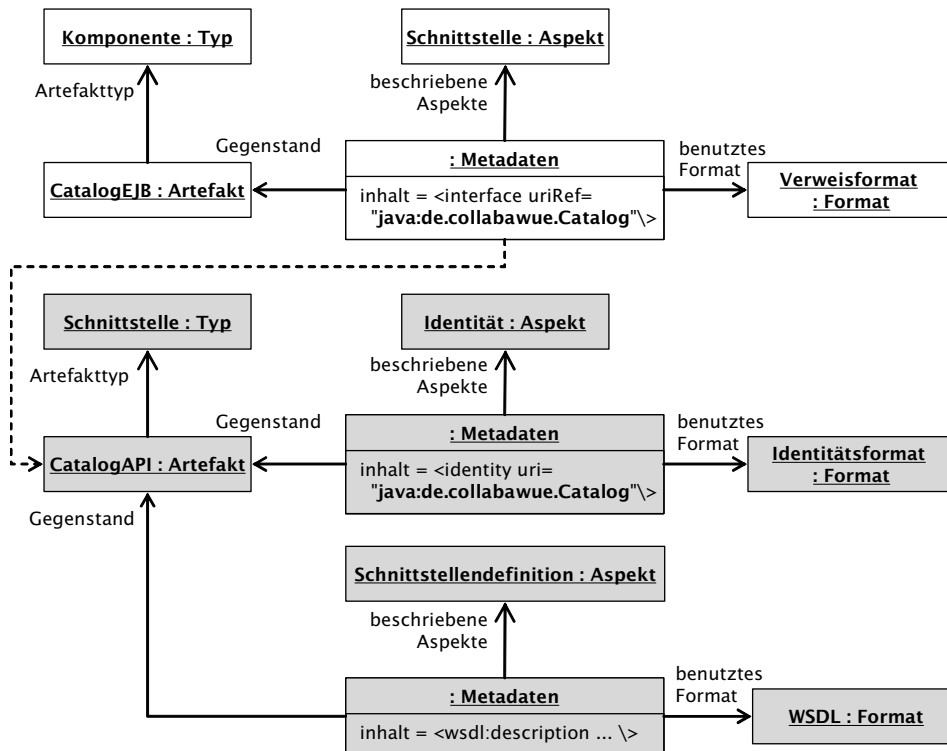 Komponente : Typ
Schnittstelle : Aspekt
Artefakttyp
beschriebene
Aspekte
Gegenstand
benutztes
Format
CatalogEJB : Artefakt
: Metadaten
inhalt = <interface uriRef=
"java:de.collabawue.Catalog"\>
Verweisformat
: Format
Schnittstelle : Typ
Identität : Aspekt
Artefakttyp
beschriebene
Aspekte
Gegenstand
benutztes
Format
CatalogAPI : Artefakt
: Metadaten
inhalt = <identity uri=
"java:de.collabawue.Catalog"\>
Identitätsformat
: Format
Gegenstand
Schnittstellendefinition : Aspekt
beschriebene
Aspekte
benutztes
Format
: Metadaten
inhalt = <wsdl:description ... \>
WSDL : Format